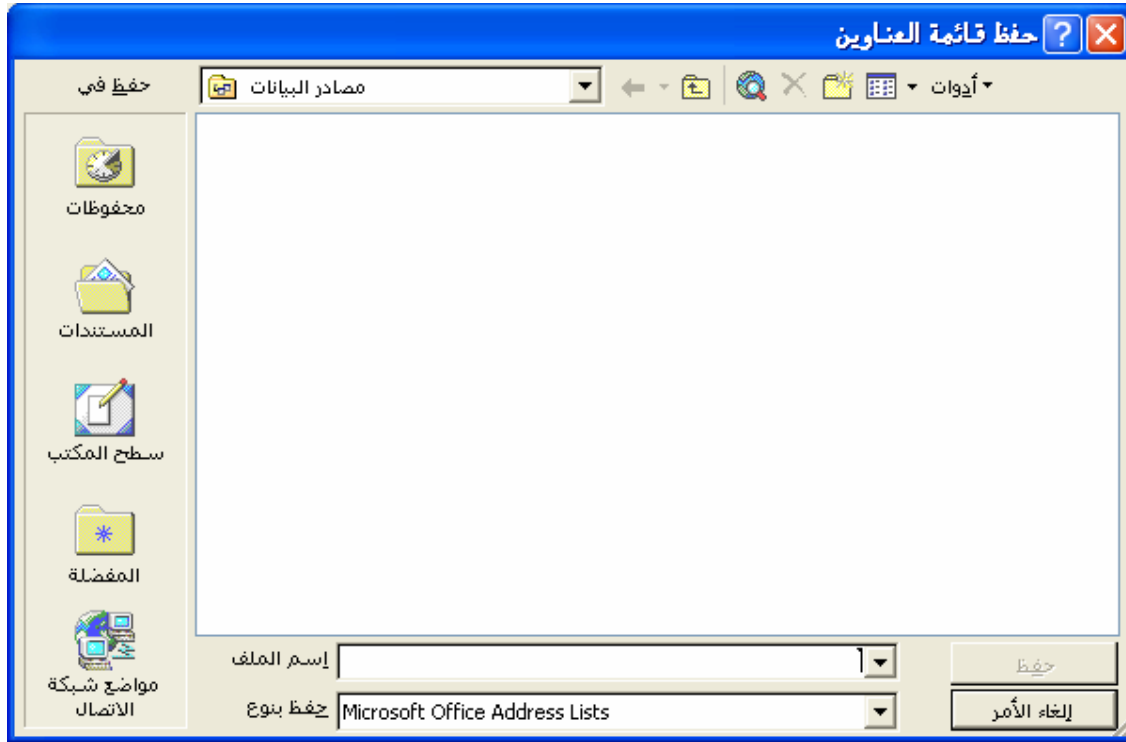 حفظ قائمة العناوين
حفظ في
مصادر البيانات
أدوات
محفوظات
المستندات
سطح المكتب
المفضلة
مواضع شبكة
الاتصال
إسم الملف
حفظ
حفظ بنوع
Microsoft Office Address Lists
إلغاء الأمر